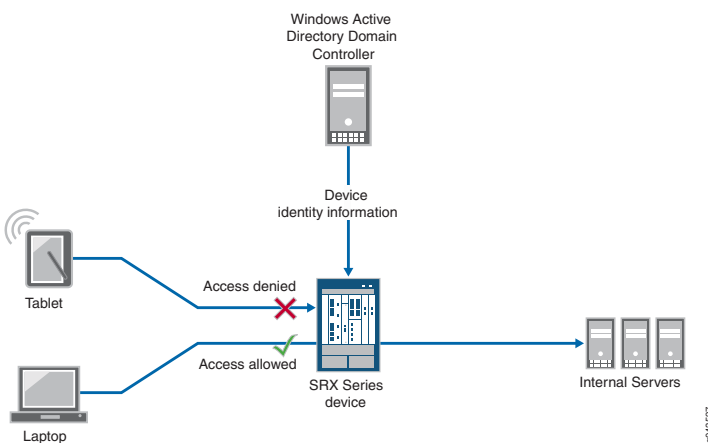 Windows Active
Directory Domain
Controller
Device
identity information
Tablet
Access denied
Access allowed
SRX Series
device
Internal Servers
Laptop